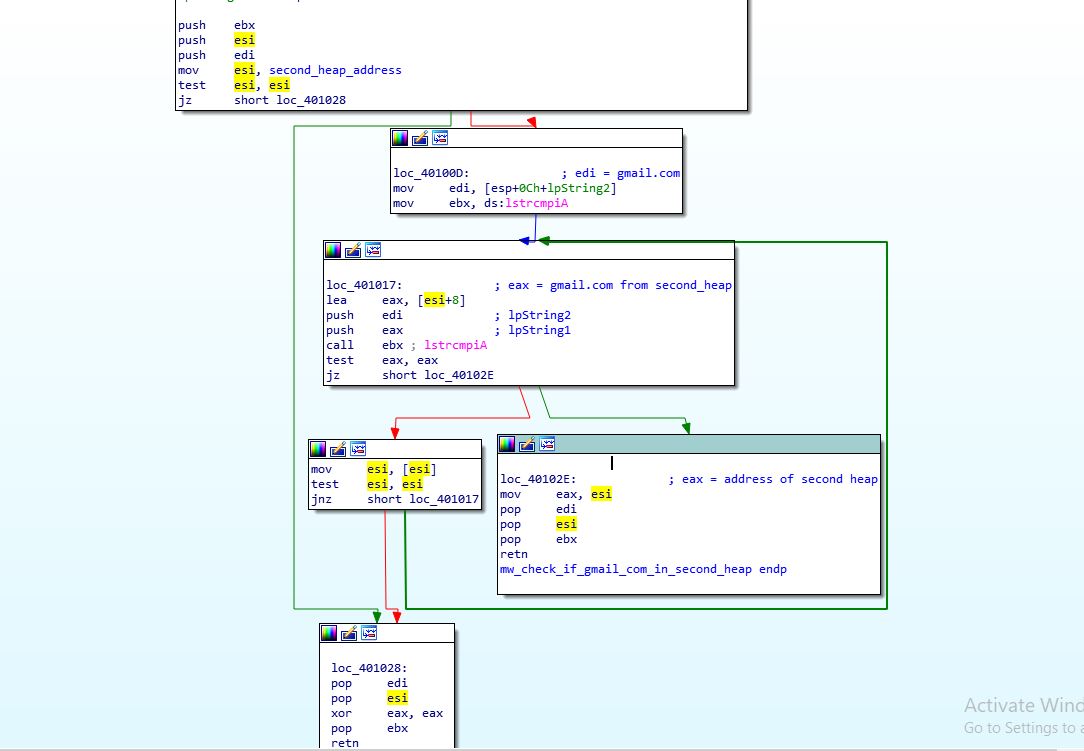 push ebx
push esi
push edi
mov esi, second_heap_address
test esi, esi
jz short loc_401028
loc_40100D: ; edi = gmail.com
mov edi, [esp+0Ch+lpString2]
mov ebx, ds:lstrcmpiA
loc_401017: ; eax = gmail.com from second_heap
lea eax, [esi+8]
push edi ; lpString2
push eax ; lpString1
call ebx ; lstrcmpiA
test eax, eax
jz short loc_40102E
mov esi, [esi]
test esi, esi
jnz short loc_401017
loc_40102E: ; eax = address of second heap
mov eax, esi
pop edi
pop esi
pop ebx
retn
mw_check_if_gmail_com_in_second_heap endp
loc_401028:
pop edi
pop esi
xor eax, eax
pop ebx
retn
Activate Wind
Go to Settings to a